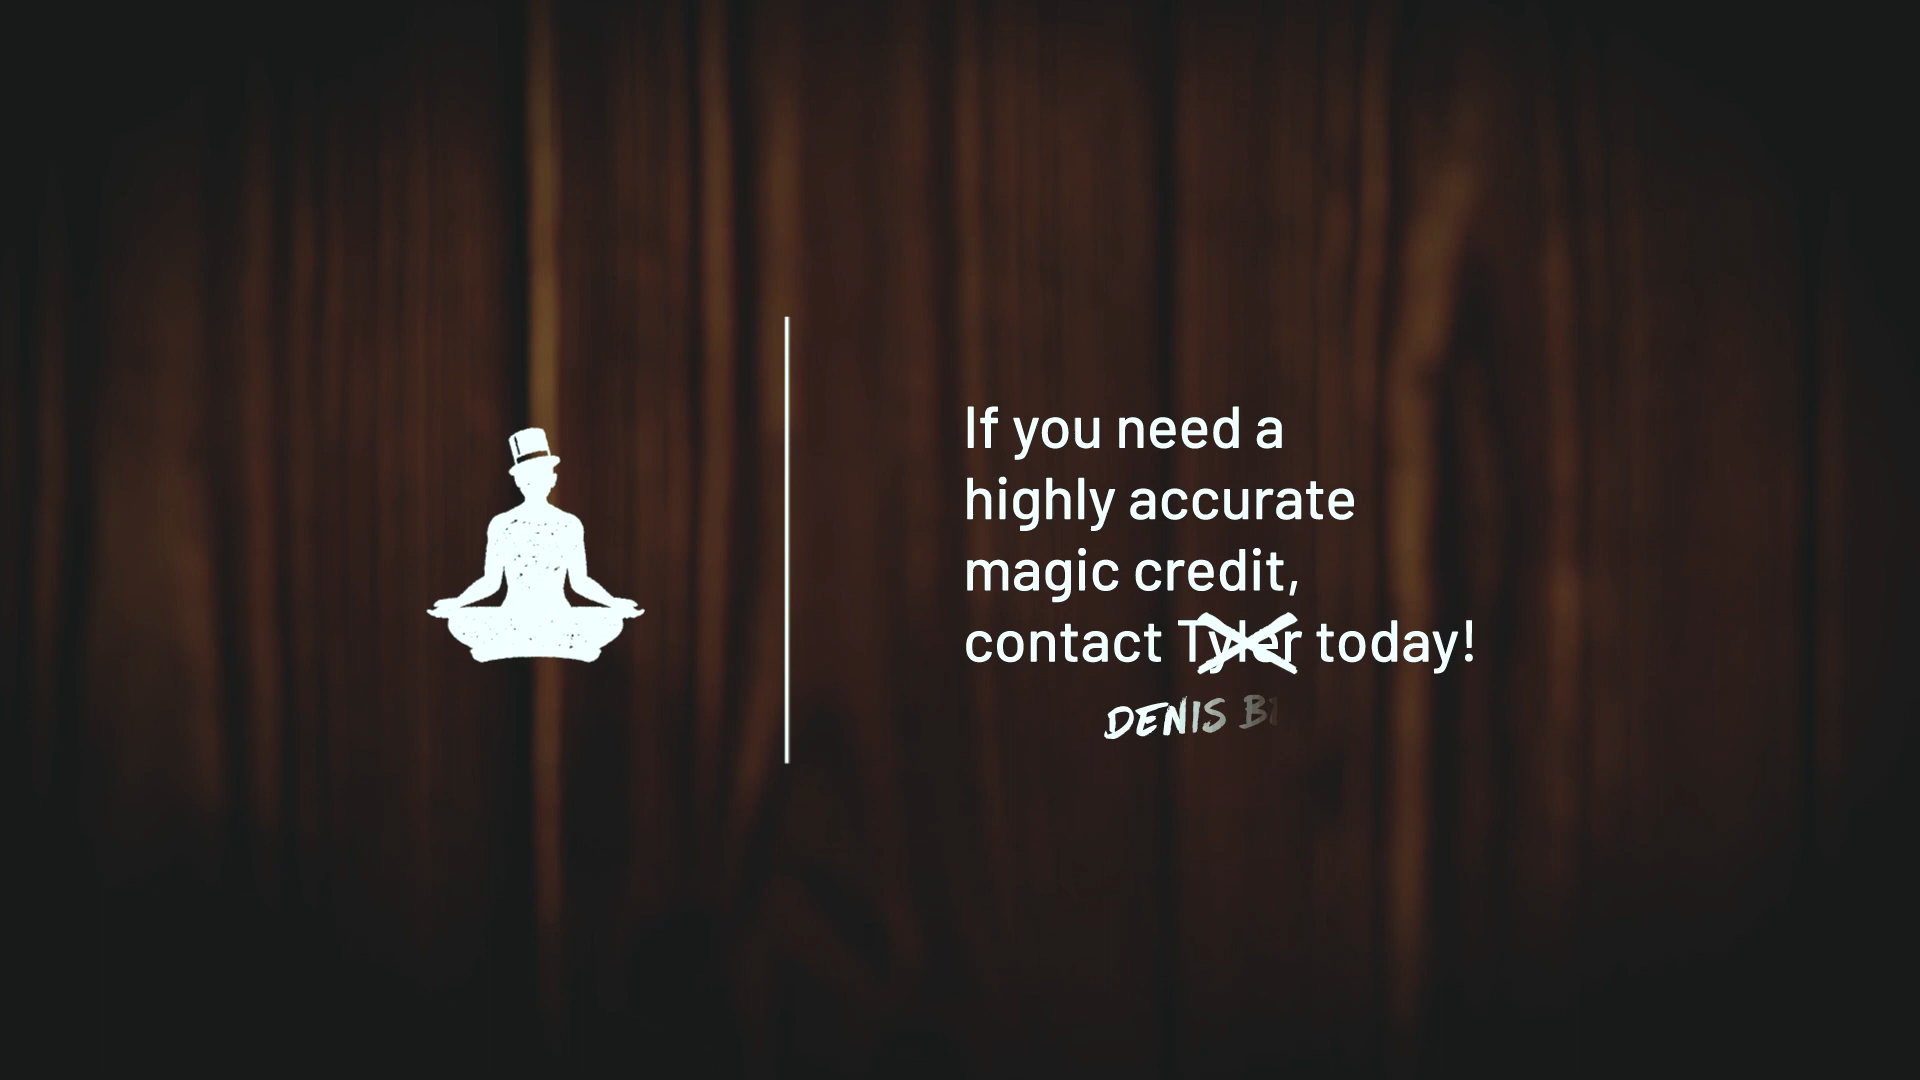 If you need a
highly accurate
magic credit,
contact Tyler today!
DENIS